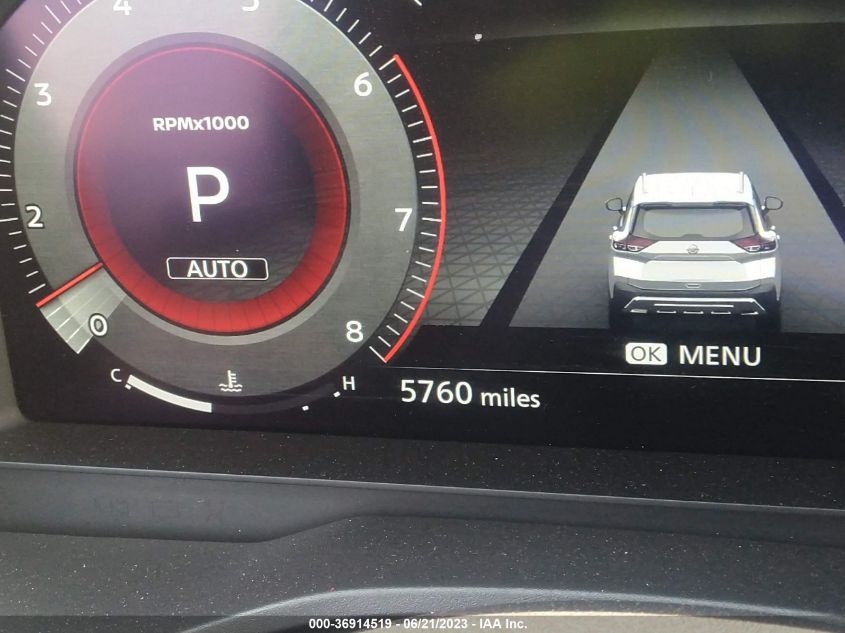 4
5
3
6
RPMx1000
P
2
7
AUTO
0
8
OK MENU
C
H
5760 miles
000-36914519 - 06/21/2023 - IAA Inc.